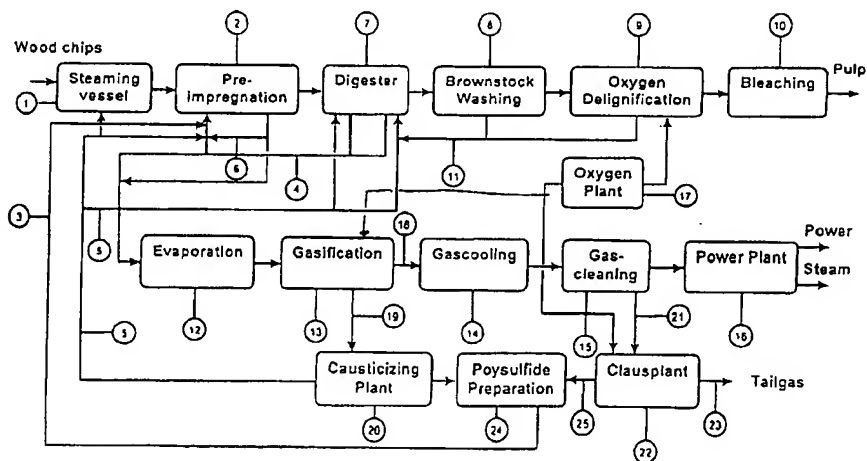 2
7
8
9
10
Wood chips
Steaming
vessel
Pre-
impregnation
Digester
Brownstock
Washing
Oxygen
Delignification
Bleaching
Pulp
1
6
4
11
Oxygen
Plant
17
3
5
18
Power
Steam
Evaporation
Gasification
Gascooling
Gas-
cleaning
Power Plant
12
13
19
14
15
21
16
5
Causticizing
Plant
Poysulfide
Preparation
Clausplant
Tailgas
20
24
25
22
23